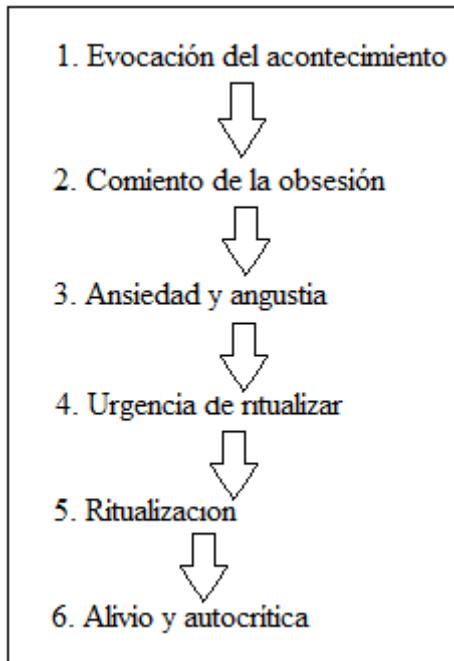 1. Evocación del acontecimiento
2. Comiento de la obsesión
3. Ansiedad y angustia
4. Urgencia de ritualizar
5. Ritualización
6. Alivio y autocrítica